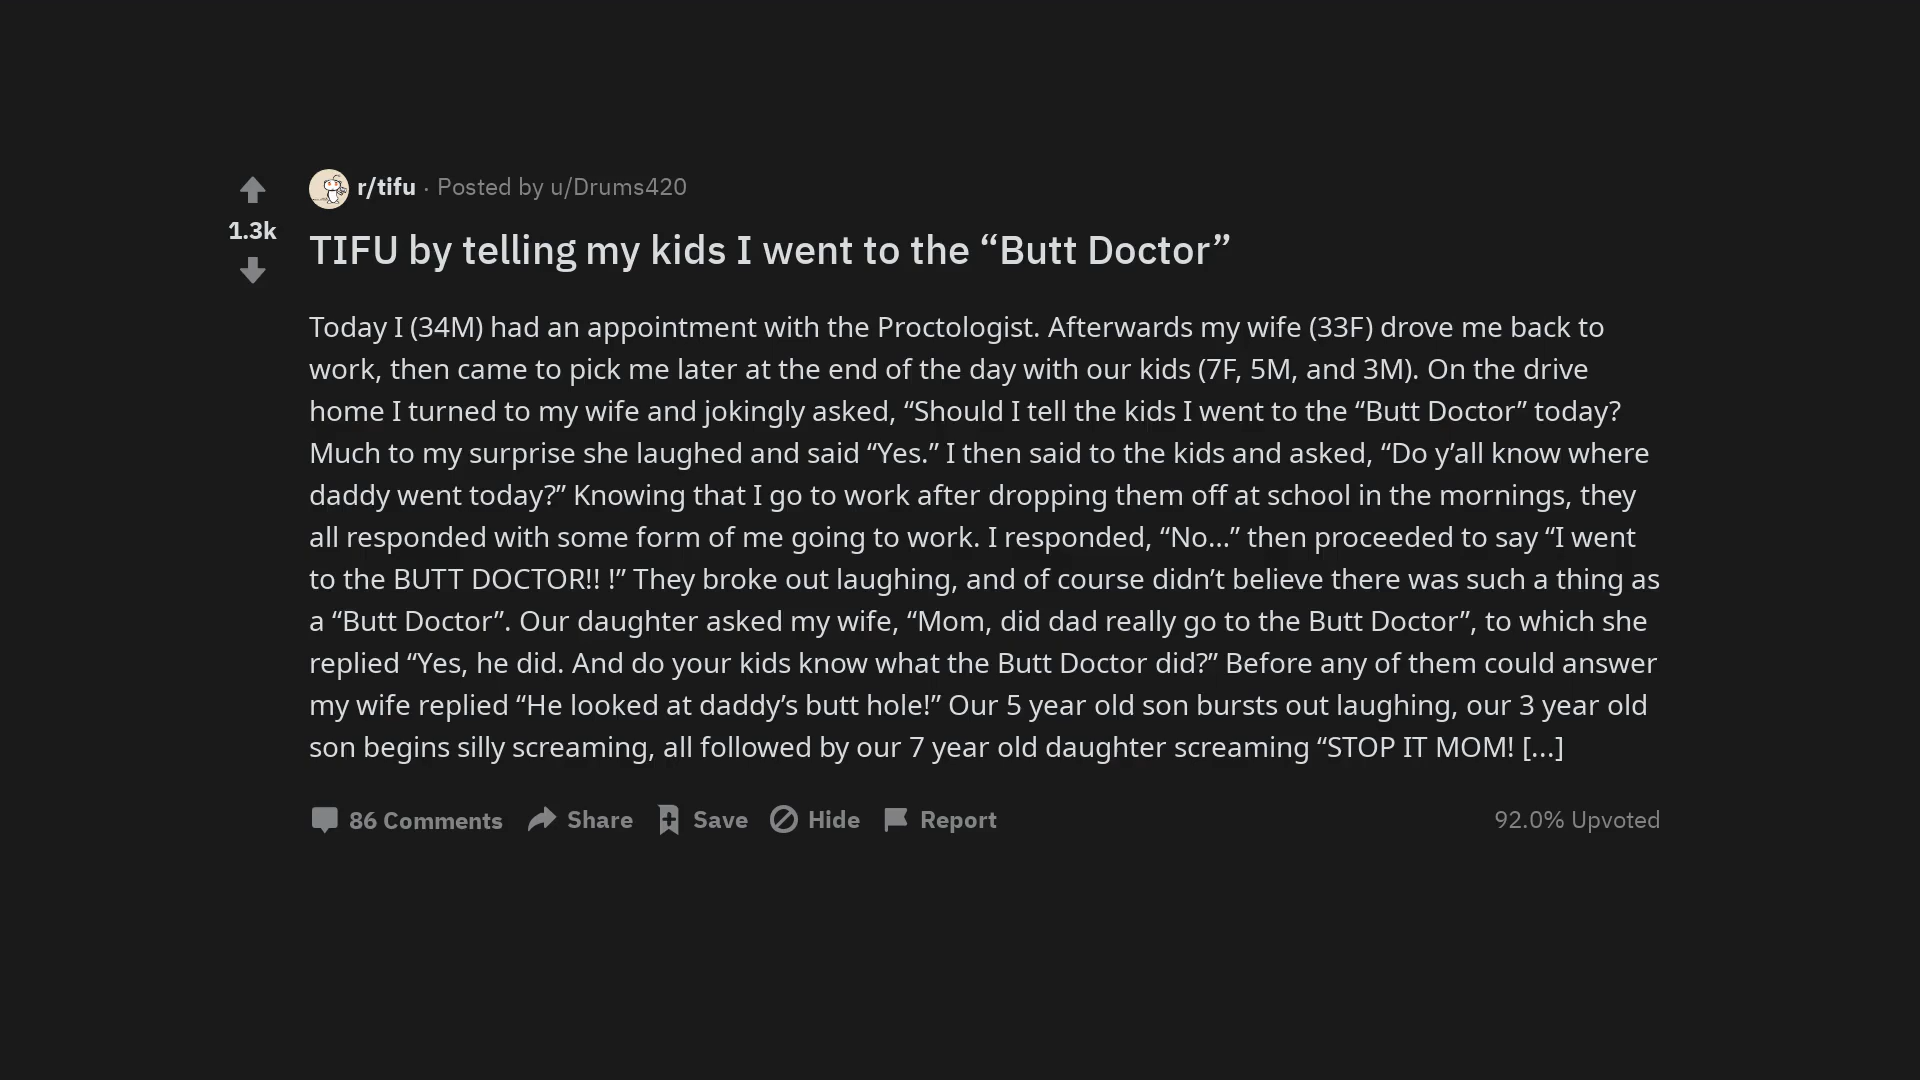 r/tifu · Posted by u/Drums420
1.3k
TIFU by telling my kids I went to the “Butt Doctor”
Today I (34M) had an appointment with the Proctologist. Afterwards my wife (33F) drove me back to
work, then came to pick me later at the end of the day with our kids (7F, 5M, and 3M). On the drive
home I turned to my wife and jokingly asked, “Should I tell the kids I went to the “Butt Doctor” today?
Much to my surprise she laughed and said “Yes.” I then said to the kids and asked, “Do y’all know where
daddy went today?” Knowing that I go to work after dropping them off at school in the mornings, they
all responded with some form of me going to work. I responded, “No...” then proceeded to say “I went
to the BUTT DOCTOR!! !” They broke out laughing, and of course didn’t believe there was such a thing as
a “Butt Doctor”. Our daughter asked my wife, “Mom, did dad really go to the Butt Doctor”, to which she
replied “Yes, he did. And do your kids know what the Butt Doctor did?” Before any of them could answer
my wife replied “He looked at daddy’s butt hole!” Our 5 year old son bursts out laughing, our 3 year old
son begins silly screaming, all followed by our 7 year old daughter screaming “STOP IT MOM! [...]
86 Comments Share Save Hide Report 92.0% Upvoted